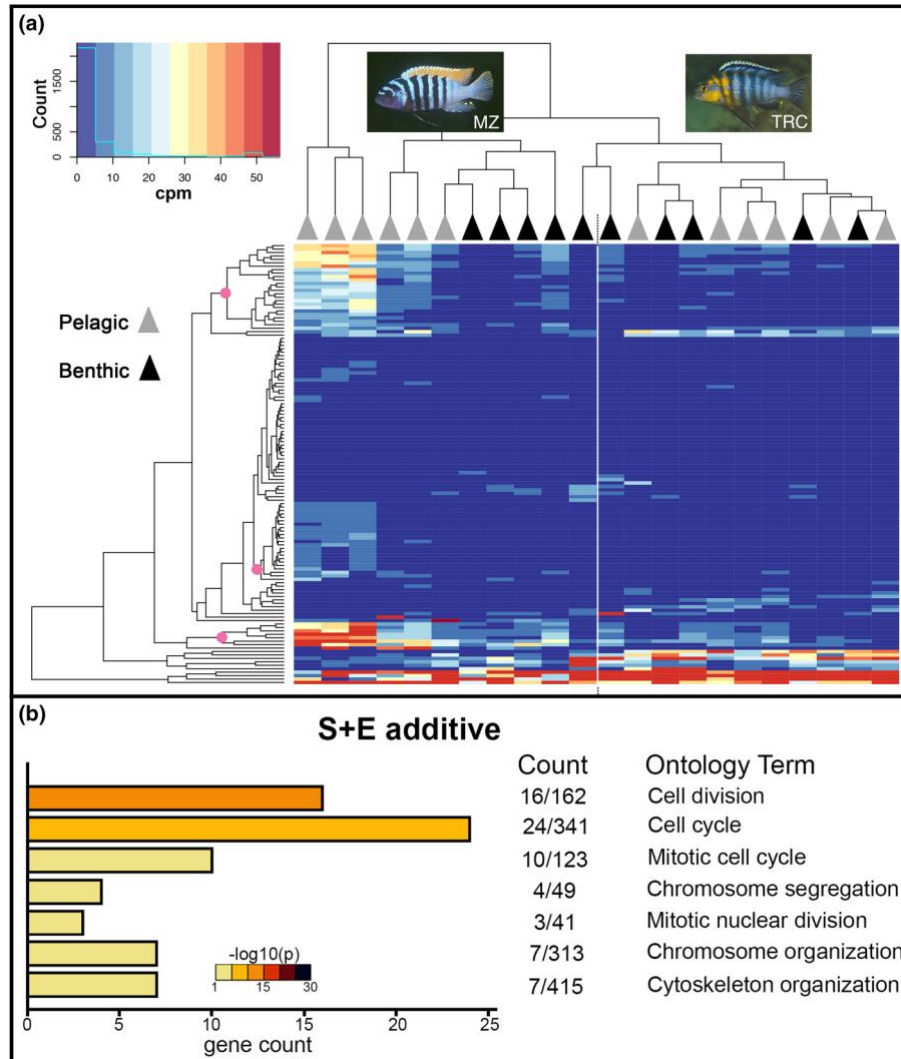 (a)
Count
1500
500
0
0 10 20 30 40 50
cpm
MZ
TRC
Pelagic
Benthic
(b)
S+E additive
Count Ontology Term
16/162 Cell division
24/341 Cell cycle
10/123 Mitotic cell cycle
4/49 Chromosome segregation
3/41 Mitotic nuclear division
7/313 Chromosome organization
7/415 Cytoskeleton organization
-log10(p)
1 15 30
0 5 10 15 20 25
gene count